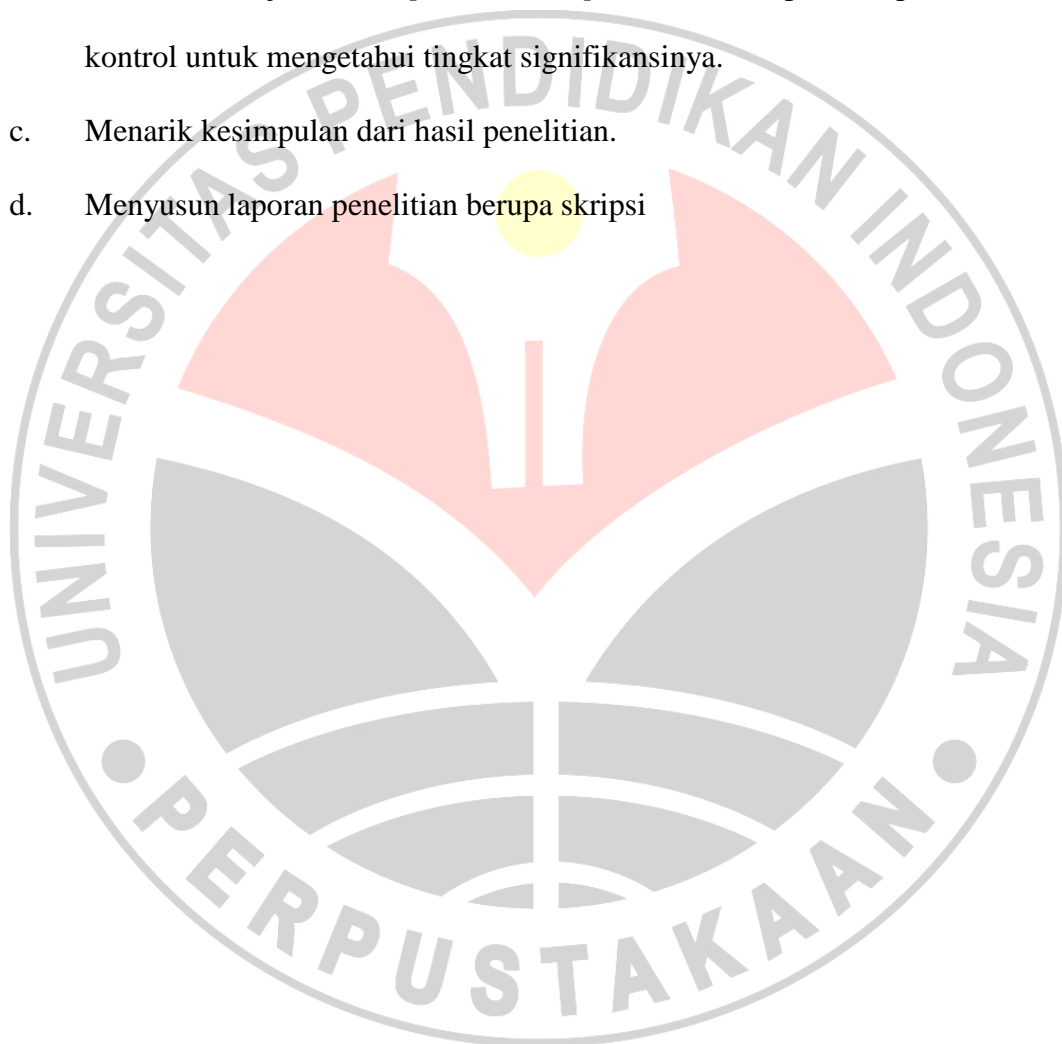 kontrol untuk mengetahui tingkat signifikansinya.
c. Menarik kesimpulan dari hasil penelitian.
d. Menyusun laporan penelitian berupa skripsi
UNIVERSITAS PENDIDIKAN INDONESIA
PERPUSTAKAAN